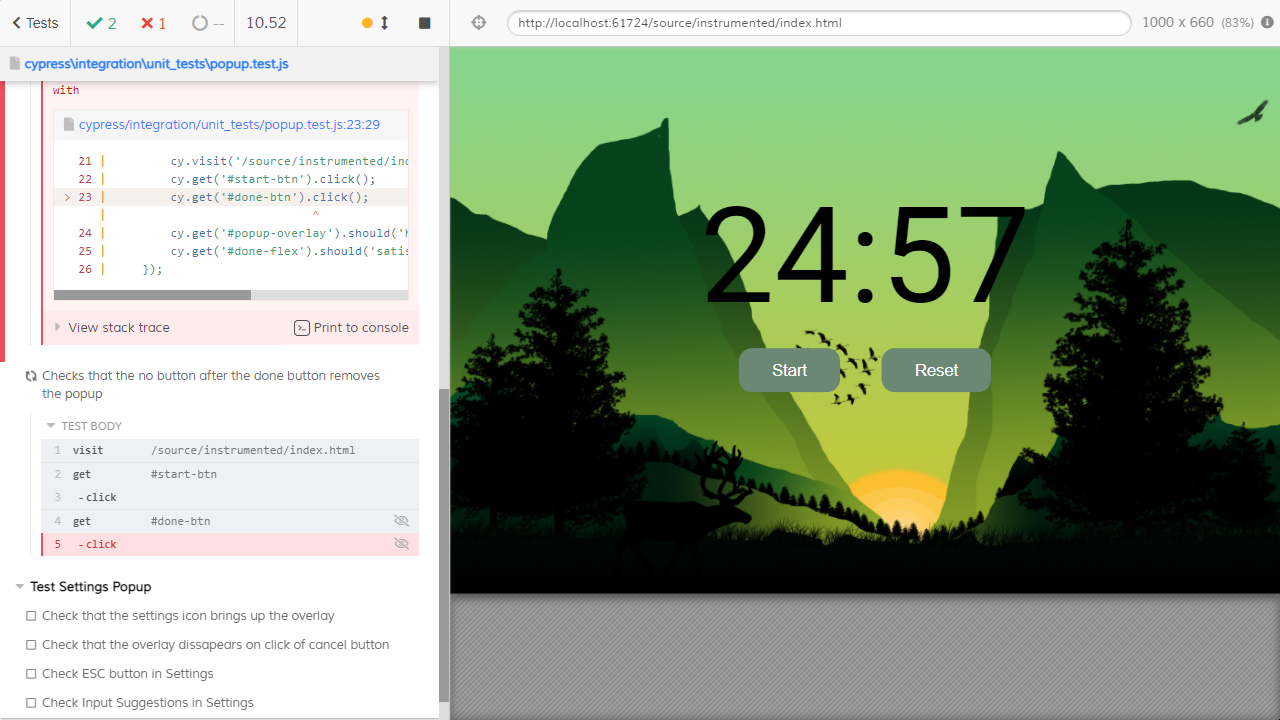 Tests
2
1
--
10.52
http://localhost:61724/source/instrumented/index.html
1000 x 660 (83%)
cypress\integration\unit_tests\popup.test.js
with
cypress/integration/unit_tests/popup.test.js:23:29
21 | cy.visit('/source/instrumented/ind
22 | cy.get('#start-btn').click();
> 23 | cy.get('#done-btn').click();
| ^
24 | cy.get('#popup-overlay').should('h
25 | cy.get('#done-flex').should('satis
26 | });
View stack trace
Print to console
Checks that the no button after the done button removes
the popup
TEST BODY
1 visit /source/instrumented/index.html
2 get #start-btn
3 -click
4 get #done-btn
5 -click
Test Settings Popup
Check that the settings icon brings up the overlay
Check that the overlay dissapears on click of cancel button
Check ESC button in Settings
Check Input Suggestions in Settings
24:57
Start
Reset